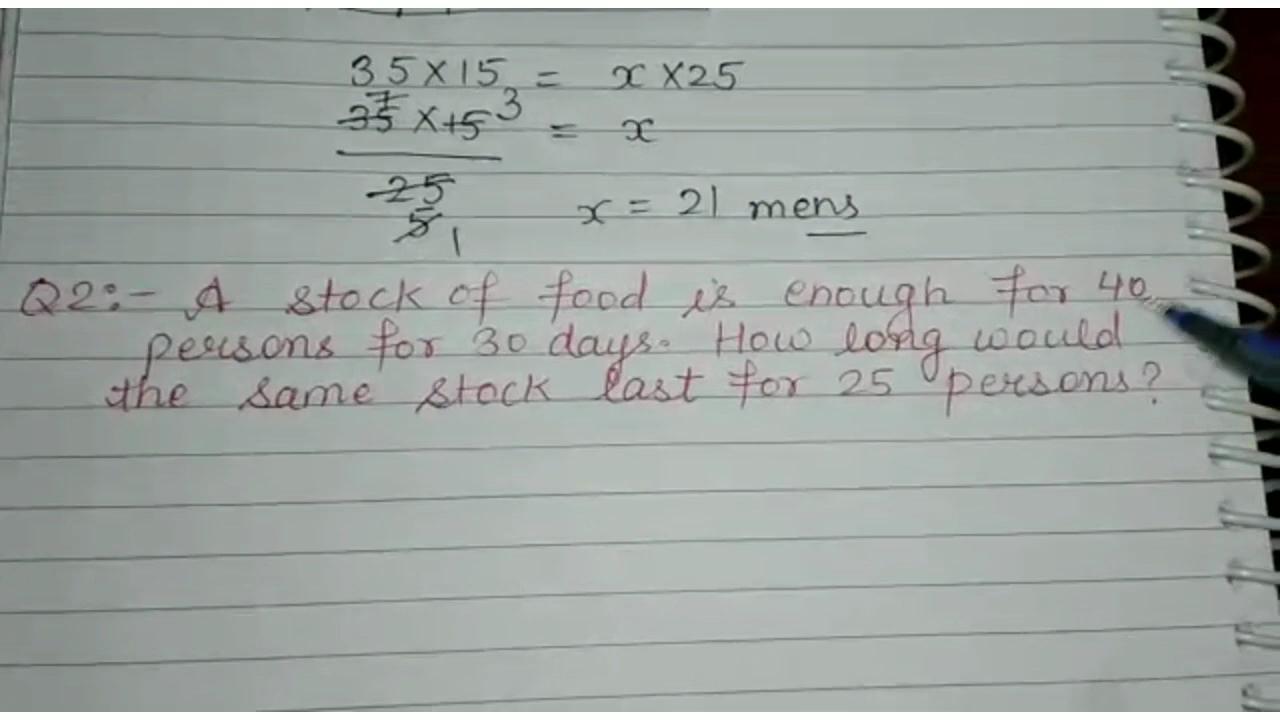 35×15 = x×25
35×15 = x
7 3
25
5 1
x = 21 mens
Q2:- A stock of food is enough for 40
persons for 30 days. How long would
the same stock last for 25 persons?